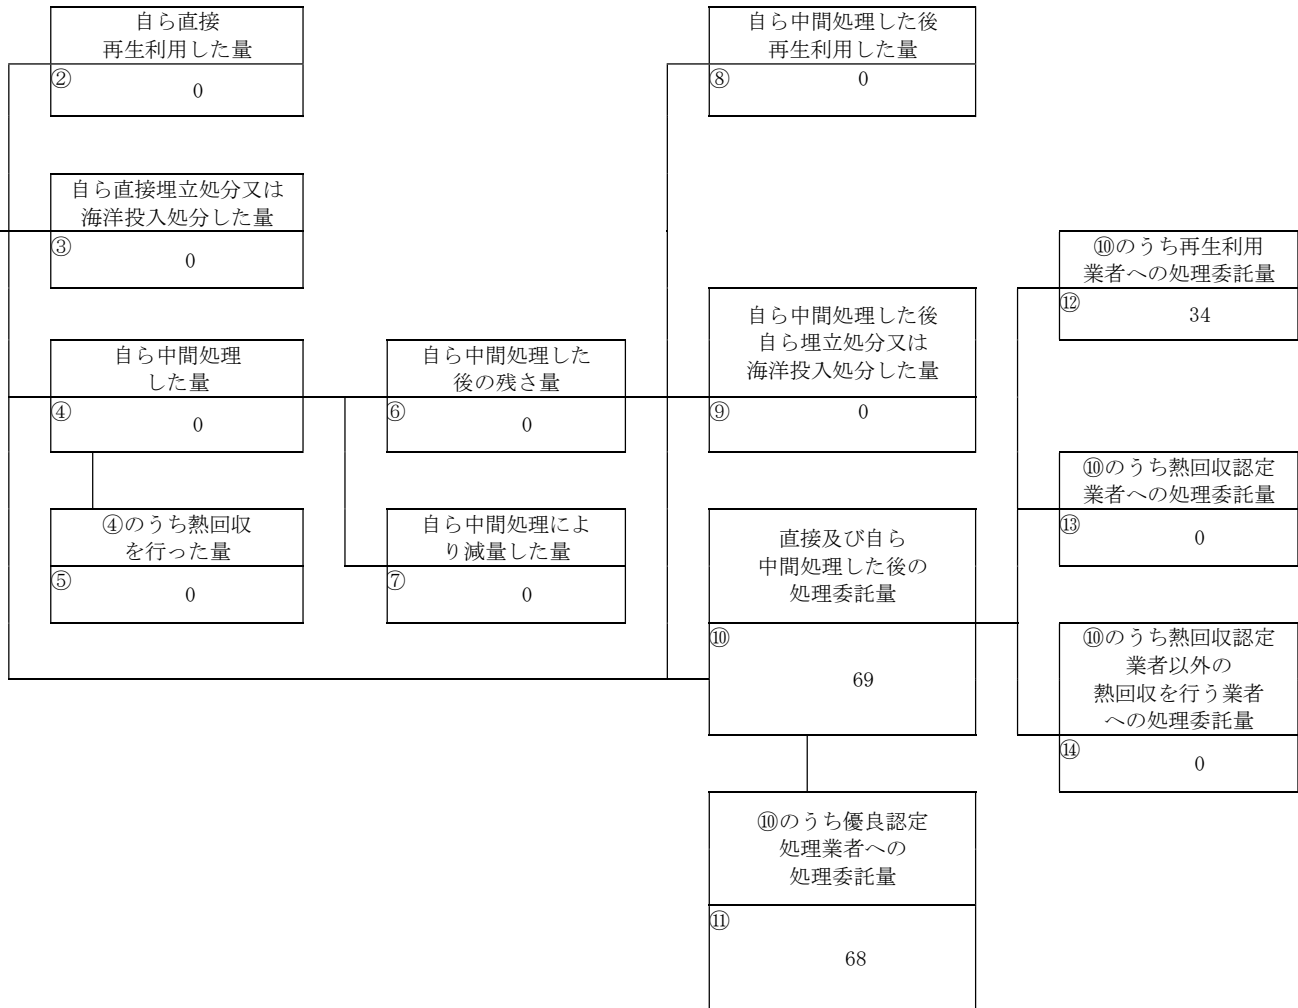 自ら直接
再生利用した量
②
0
自ら直接埋立処分又は
海洋投入処分した量
③
0
自ら中間処理
した量
④
0
④のうち熱回収
を行った量
⑤
0
自ら中間処理した
後の残さ量
⑥
0
自ら中間処理によ
り減量した量
⑦
0
自ら中間処理した後
再生利用した量
⑧
0
自ら中間処理した後
自ら埋立処分又は
海洋投入処分した量
⑨
0
直接及び自ら
中間処理した後の
処理委託量
⑩
69
⑩のうち優良認定
処理業者への
処理委託量
⑪
68
⑩のうち再生利用
業者への処理委託量
⑫
34
⑩のうち熱回収認定
業者への処理委託量
⑬
0
⑩のうち熱回収認定
業者以外の
熱回収を行う業者
への処理委託量
⑭
0